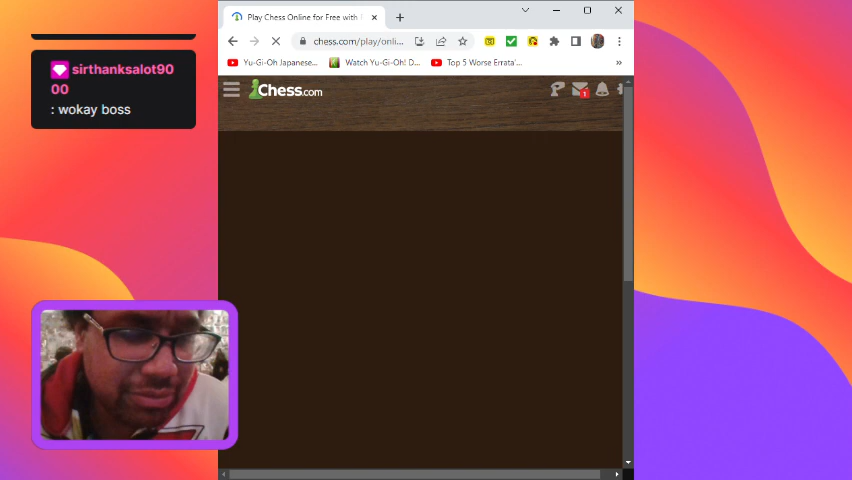 sirthanksalot90
00
: wokay boss
Play Chess Online for Free with
chess.com/play/onli...
Yu-Gi-Oh Japanese...
Watch Yu-Gi-Oh! D...
Top 5 Worse Errata'...
Chess.com
1